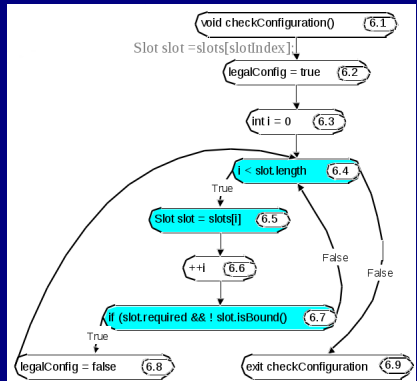 void checkConfiguration() 6.1
Slot slot =slots[slotIndex];
legalConfig = true 6.2
int i = 0 6.3
i < slot.length 6.4
True
Slot slot = slots[i] 6.5
++i 6.6
False
False
if (slot.required && ! slot.isBound() 6.7
True
legalConfig = false 6.8
exit checkConfiguration 6.9